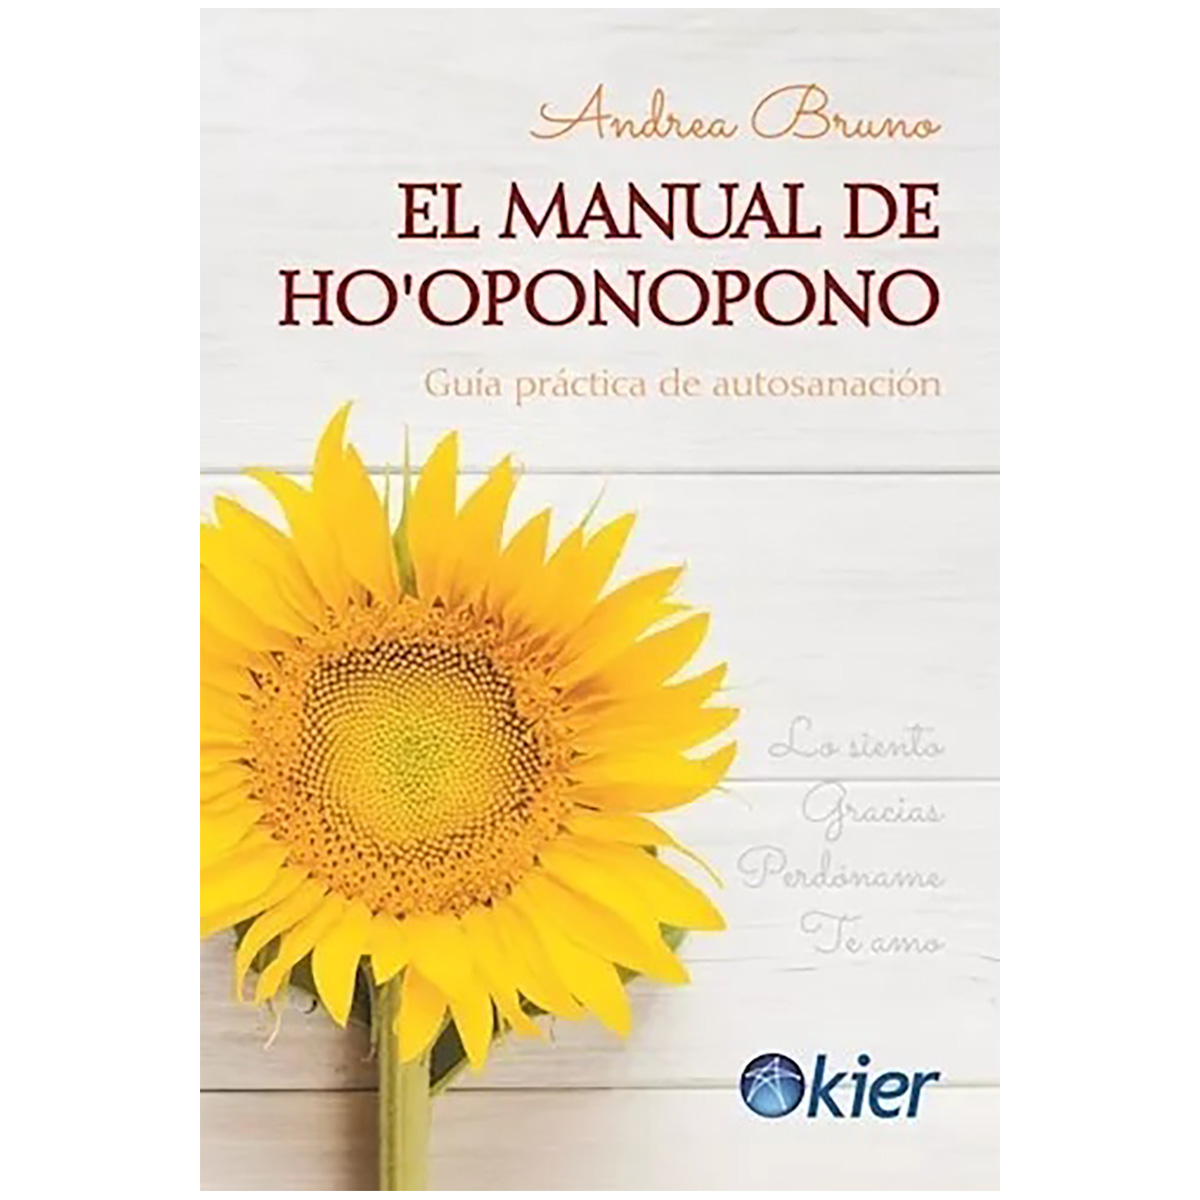 Andrea Bruno
EL MANUAL DE
HO'OPONOPONO
Guía práctica de autosanación
Lo siento
Gracias
Perdóname
Te amo
kier